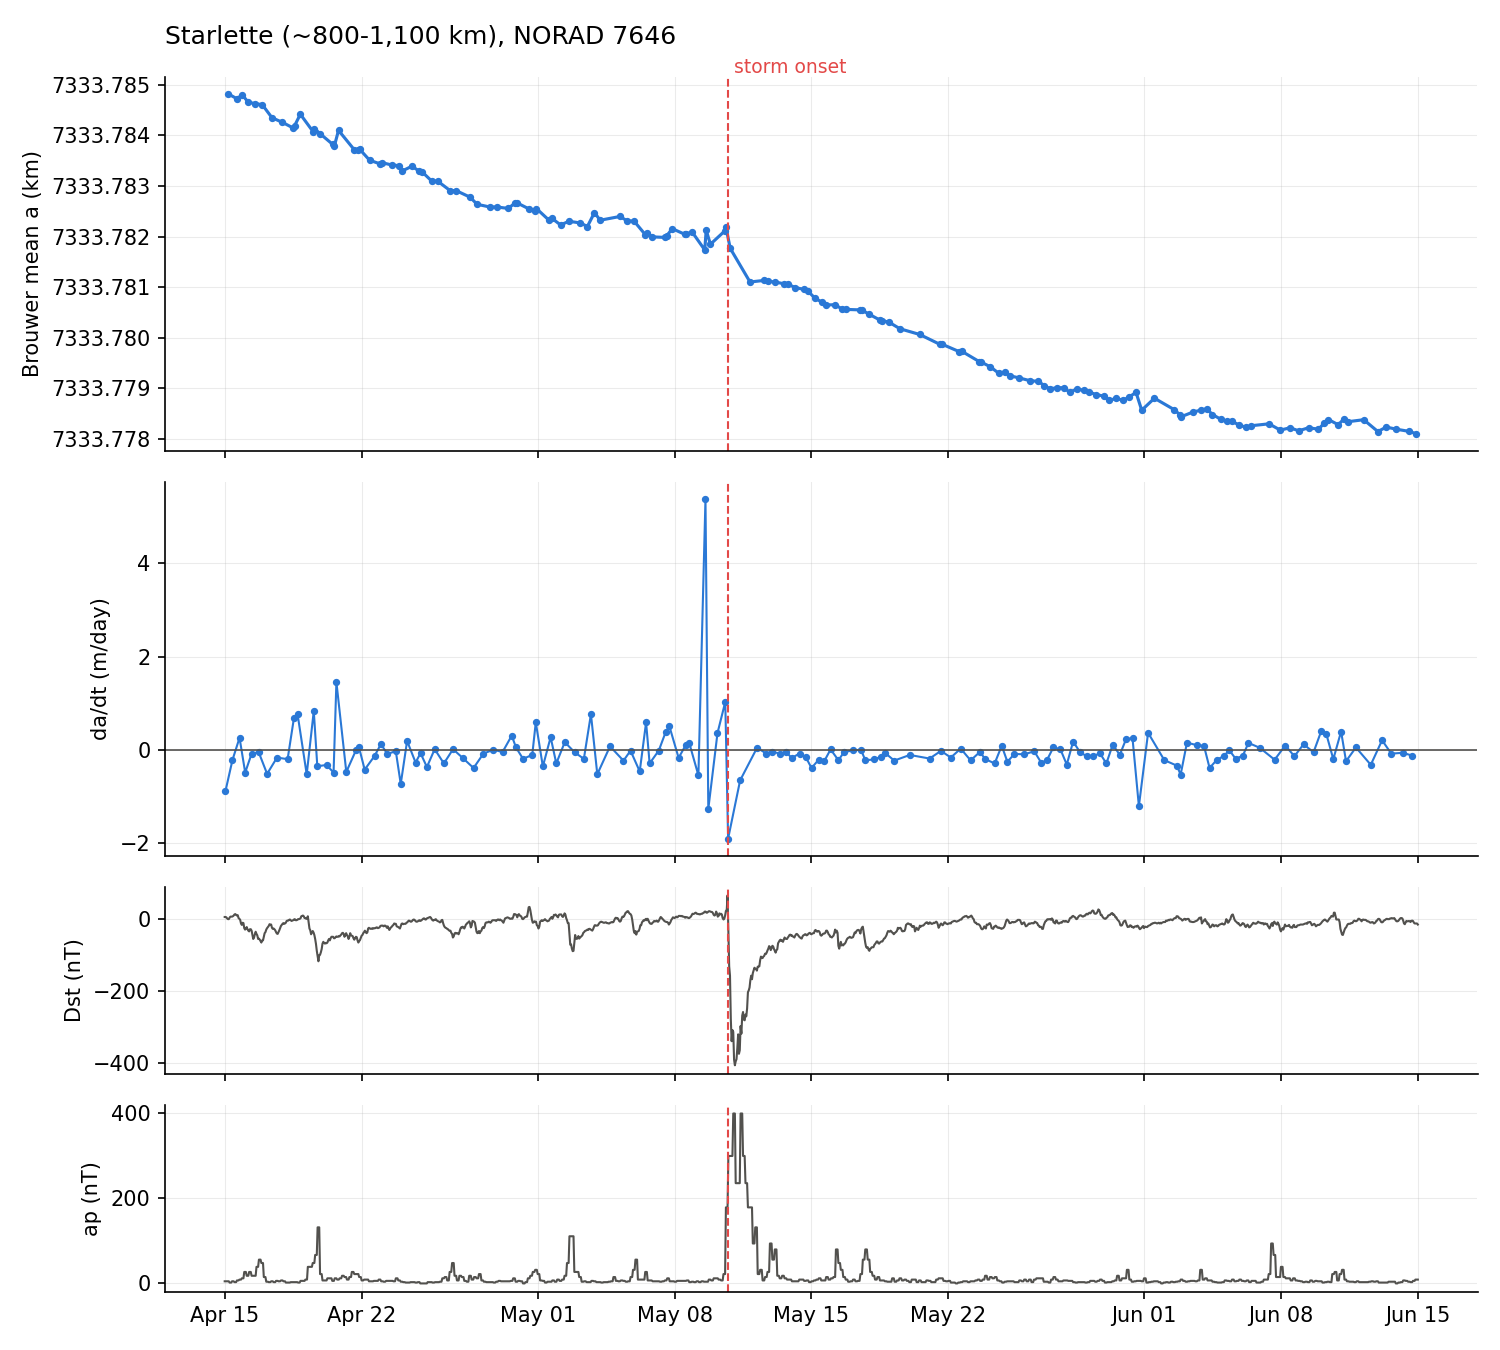 Starlette (~800-1,100 km), NORAD 7646
storm onset
Brouwer mean a (km)
7333.785
7333.784
7333.783
7333.782
7333.781
7333.780
7333.779
7333.778
da/dt (m/day)
4
2
0
−2
Dst (nT)
0
−200
−400
ap (nT)
400
200
0
Apr 15 Apr 22 May 01 May 08 May 15 May 22 Jun 01 Jun 08 Jun 15